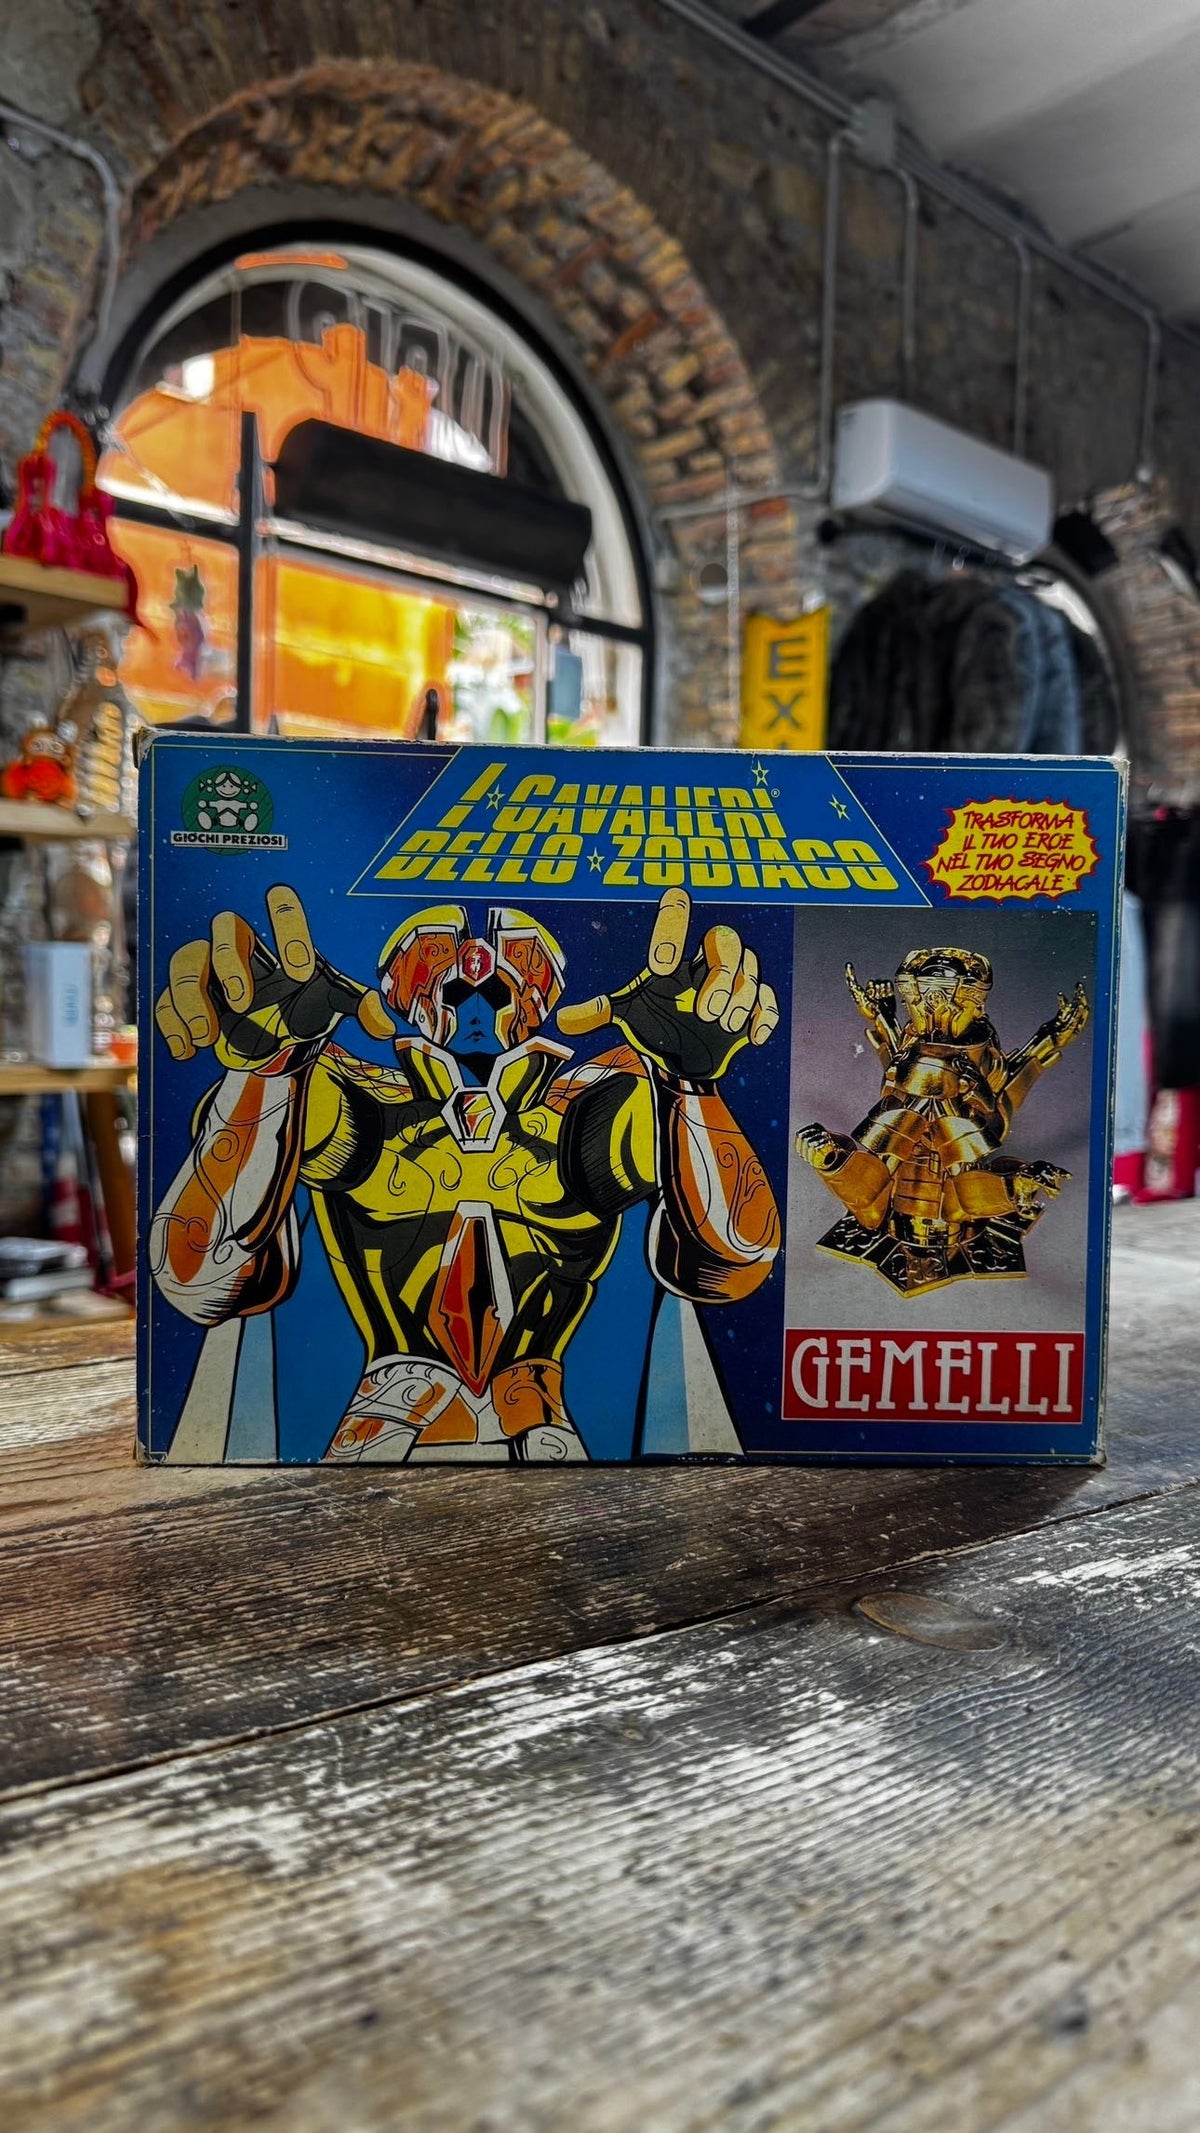 EX
GIOCHI PREZIOSI
I CAVALIERI®
DELLO ZODIACO
TRASFORMA
IL TUO EROE
NEL TUO SEGNO
ZODIACALE
GEMELLI